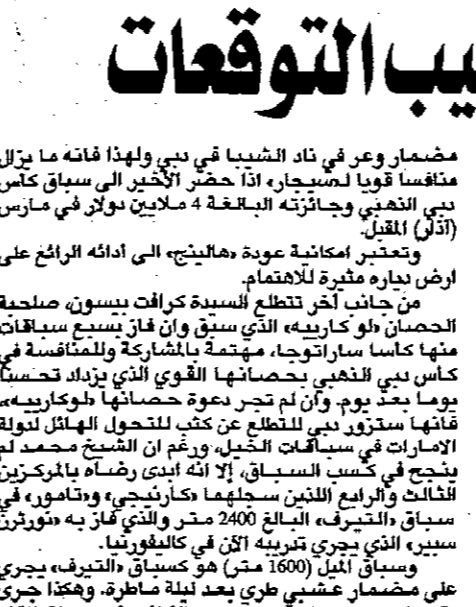 يب التوقعات
مضمار وعر في ناد الشيبا في دبي ولهذا فانه ما يزال
منافسا قويا لـ«سيجار» اذا حضر الأخير الى سباق كأس
دبي الذهبي وجائزته البالغة 4 ملايين دولار في مارس
(آذار) المقبل.
وتعتبر امكانية عودة «هالينج» الى أدائه الرائع على
ارض دياره مثيرة للاهتمام.
من جانب آخر تتطلع السيدة كرافت بيسون، صاحبة
الحصان «لو كارييه» الذي سبق وان فاز بسبع سباقات
منها كأسا ساراتوجا، مهتمة بالمشاركة وللمنافسة في
كأس دبي الذهبي بحصانها القوي الذي يزداد تحسنا
يوما بعد يوم. وان لم تجر دعوة حصانها «لوكارييه»،
فانها ستزور دبي للتطلع عن كثب للتحول الهائل لدولة
الامارات في سباقات الخيل، ورغم ان الشيخ محمد لم
ينجح في كسب السباق، إلا انه ابدى رضاه بالمركزين
الثالث والرابع اللذين سجلهما «كارنيجي» و«تامور» في
سباق «التيرف» البالغ 2400 متر والذي فاز به «نورثرن
سبير» الذي يجري تدريبه الآن في كاليفورنيا.
وسباق الميل (1600 متر) هو كسباق «التيرف» يجري
على مضمار عشبي طري بعد ليلة ماطرة. وهكذا جرى